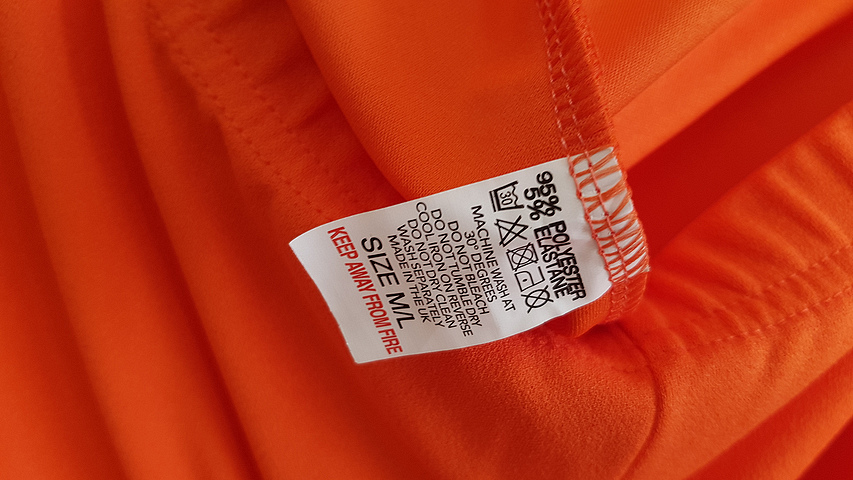 95% POLYESTER
5% ELASTANE
30
MACHINE WASH AT
30° DEGREES
DO NOT BLEACH
DO NOT TUMBLE DRY
COOL IRON ON REVERSE
DO NOT DRY CLEAN
WASH SEPARATELY
MADE IN THE UK
SIZE M/L
KEEP AWAY FROM FIRE